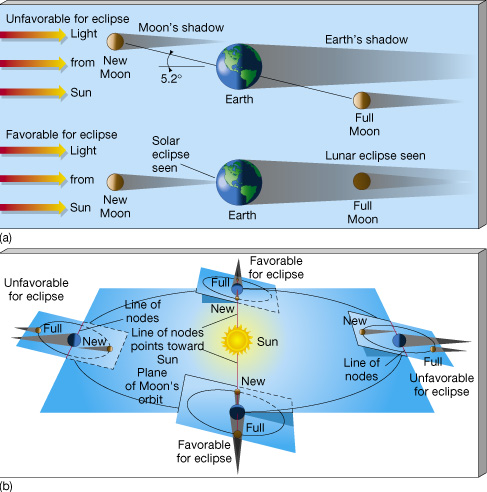 Unfavorable for eclipse
Light
from
Sun
New
Moon
Moon's shadow
5.2°
Earth
Earth's shadow
Full
Moon
Favorable for eclipse
Light
from
Sun
New
Moon
Solar
eclipse
seen
Earth
Lunar eclipse seen
Full
Moon
(a)
Favorable
for eclipse
Full
New
Unfavorable
for eclipse
Full
New
Line of
nodes
Line of nodes
points toward
Sun
Plane
of Moon's
orbit
Sun
New
Full
Line of
nodes
Unfavorable
for eclipse
New
Full
Favorable
for eclipse
(b)